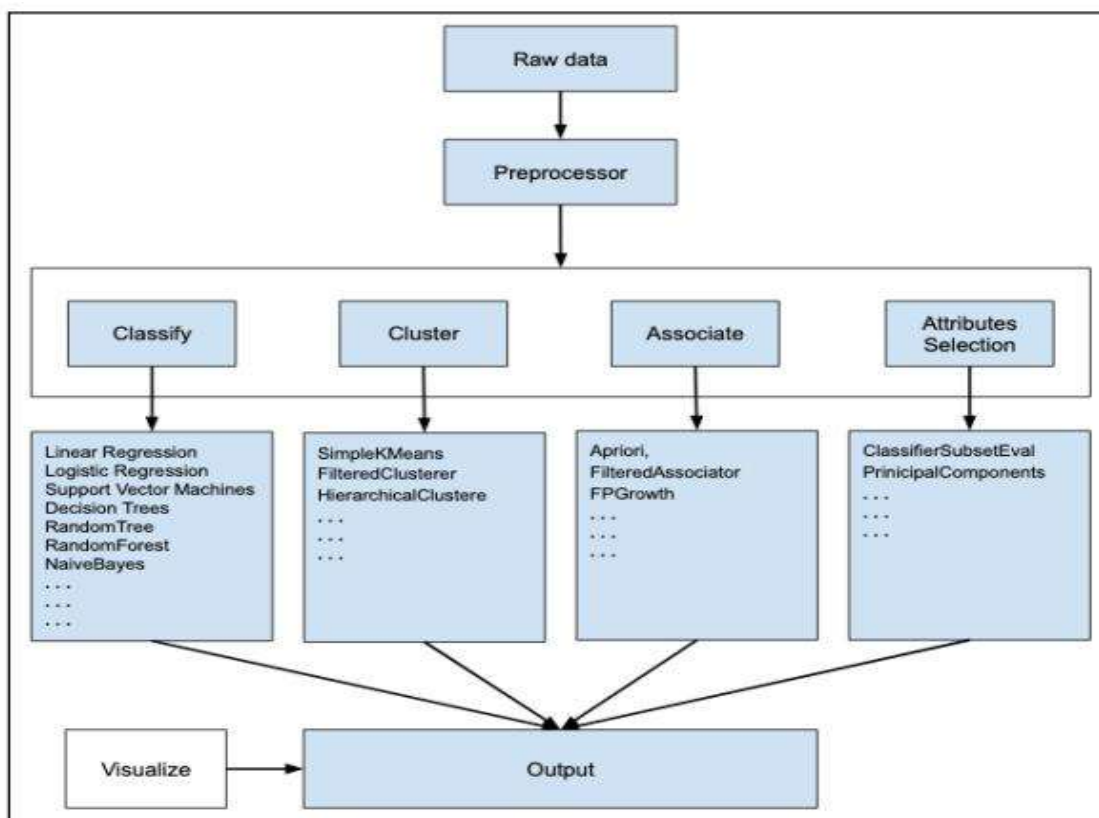 Raw data
Preprocessor
Classify
Cluster
Associate
Attributes
Selection
Linear Regression
Logistic Regression
Support Vector Machines
Decision Trees
RandomTree
RandomForest
NaiveBayes
. . .
. . .
. . .
SimpleKMeans
FilteredClusterer
HierarchicalClustere
. . .
. . .
. . .
Apriori,
FilteredAssociator
FPGrowth
. . .
. . .
. . .
ClassifierSubsetEval
PrinicipalComponents
. . .
. . .
. . .
Visualize
Output